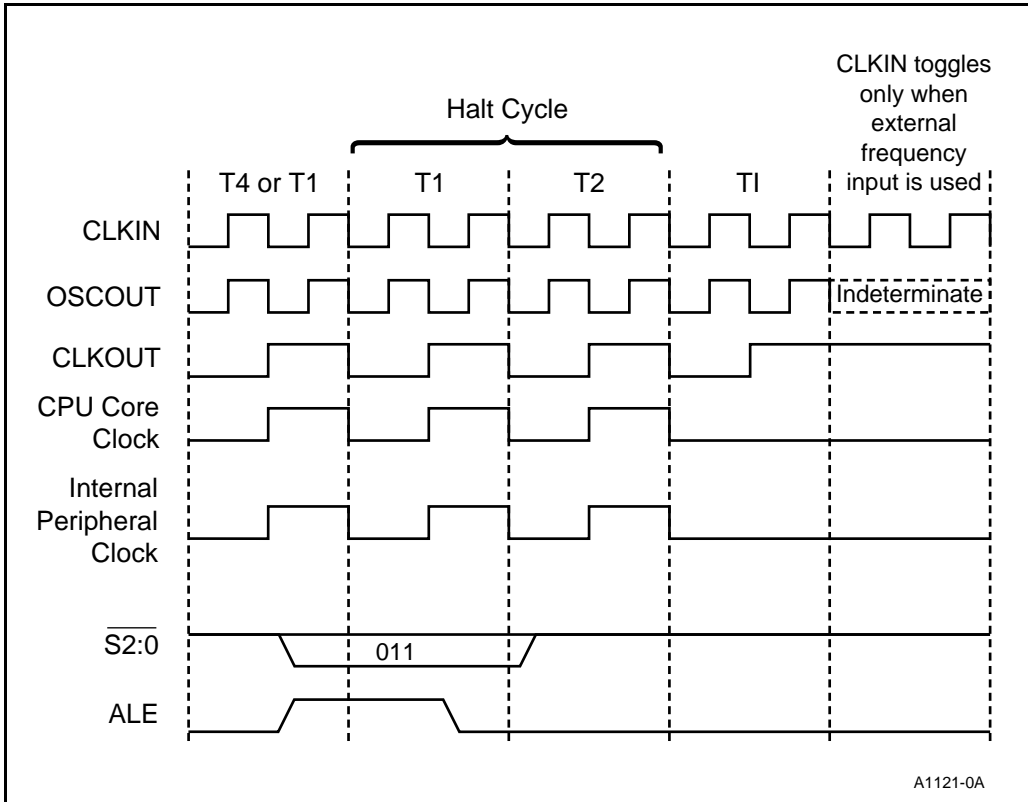 CLKIN toggles
only when
external
frequency
input is used
Halt Cycle
T4 or T1
T1
T2
TI
CLKIN
OSCOUT
Indeterminate
CLKOUT
CPU Core
Clock
Internal
Peripheral
Clock
S2:0
011
ALE
A1121-0A